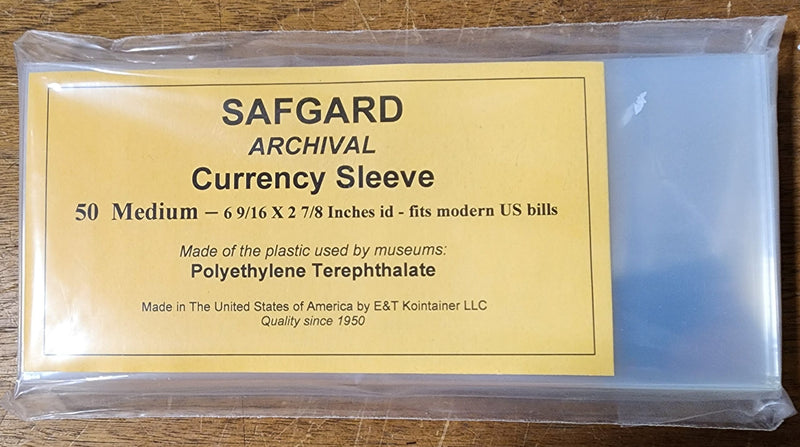 SAFGARD
ARCHIVAL
Currency Sleeve
50 Medium – 6 9/16 X 2 7/8 Inches id - fits modern US bills
Made of the plastic used by museums:
Polyethylene Terephthalate
Made in The United States of America by E&T Kointainer LLC
Quality since 1950